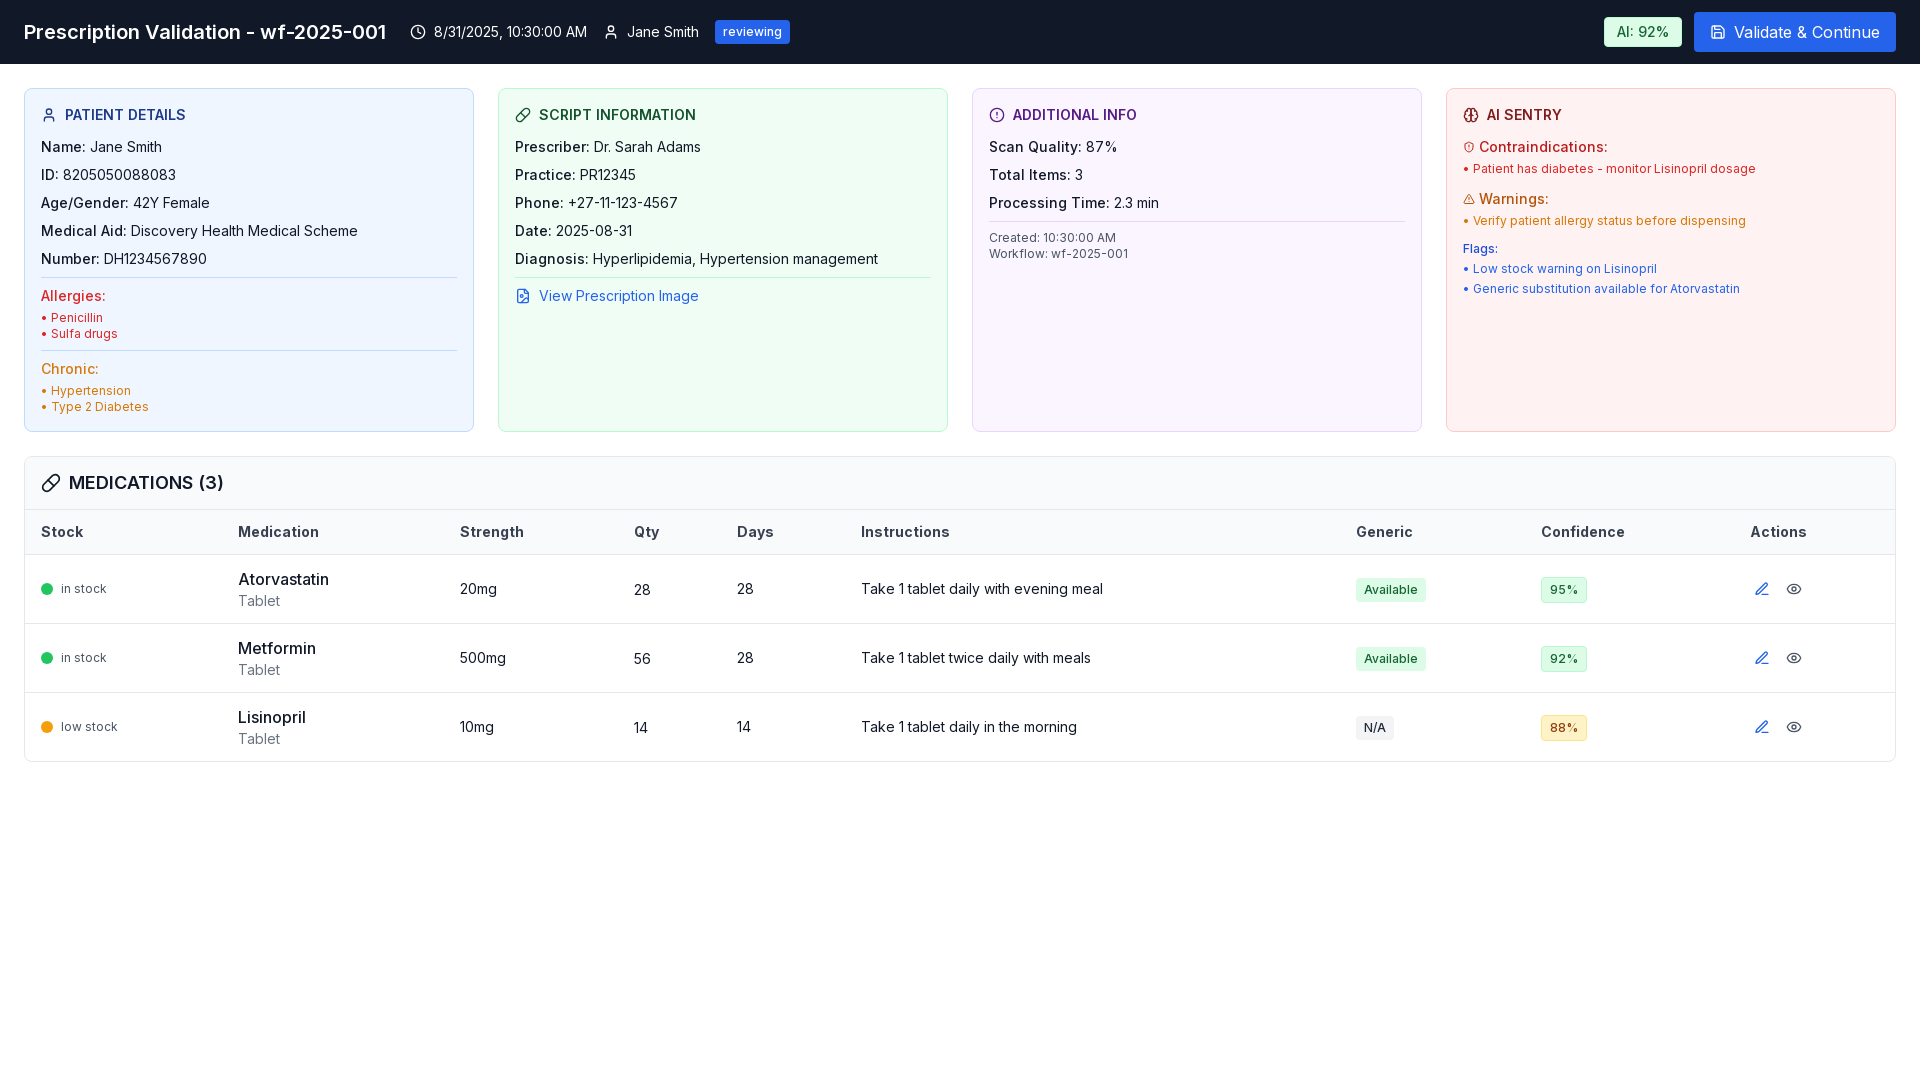 Prescription Validation - wf-2025-001
8/31/2025, 10:30:00 AM
Jane Smith
reviewing
AI: 92%
Validate & Continue
PATIENT DETAILS
Name: Jane Smith
ID: 8205050088083
Age/Gender: 42Y Female
Medical Aid: Discovery Health Medical Scheme
Number: DH1234567890
Allergies:
• Penicillin
• Sulfa drugs
Chronic:
• Hypertension
• Type 2 Diabetes
SCRIPT INFORMATION
Prescriber: Dr. Sarah Adams
Practice: PR12345
Phone: +27-11-123-4567
Date: 2025-08-31
Diagnosis: Hyperlipidemia, Hypertension management
View Prescription Image
ADDITIONAL INFO
Scan Quality: 87%
Total Items: 3
Processing Time: 2.3 min
Created: 10:30:00 AM
Workflow: wf-2025-001
AI SENTRY
Contraindications:
• Patient has diabetes - monitor Lisinopril dosage
Warnings:
• Verify patient allergy status before dispensing
Flags:
• Low stock warning on Lisinopril
• Generic substitution available for Atorvastatin
MEDICATIONS (3)
Stock Medication Strength Qty Days Instructions Generic Confidence Actions
in stock Atorvastatin 20mg 28 28 Take 1 tablet daily with evening meal Available 95%
Tablet
in stock Metformin 500mg 56 28 Take 1 tablet twice daily with meals Available 92%
Tablet
low stock Lisinopril 10mg 14 14 Take 1 tablet daily in the morning N/A 88%
Tablet